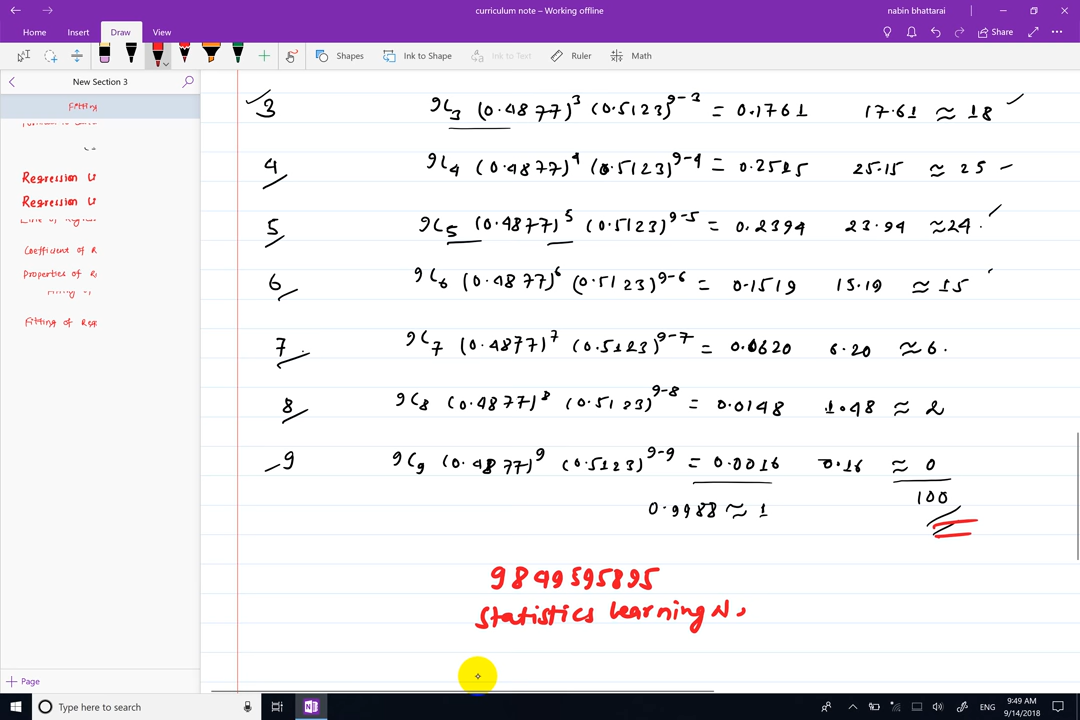 curriculum note – Working offline
nabin bhattarai
Home Insert Draw View
Share
Shapes Ink to Shape Ink to Text Ruler Math
New Section 3
Fitting
Regression
Regression
Line of Regres
Coefficient of R
Properties of R
Fitting of
Fitting of Regr
3 9C3 (0.4877)^3 (0.5123)^9-3 = 0.1761 17.61 ≈ 18
4 9C4 (0.4877)^4 (0.5123)^9-4 = 0.2515 25.15 ≈ 25
5 9C5 (0.4877)^5 (0.5123)^9-5 = 0.2394 23.94 ≈ 24
6 9C6 (0.4877)^6 (0.5123)^9-6 = 0.1519 15.19 ≈ 15
7 9C7 (0.4877)^7 (0.5123)^9-7 = 0.0620 6.20 ≈ 6
8 9C8 (0.4877)^8 (0.5123)^9-8 = 0.0148 1.48 ≈ 2
9 9C9 (0.4877)^9 (0.5123)^9-9 = 0.0016 0.16 ≈ 0
100
0.9988 ≈ 1
9849595895
Statistics Learning N.
+ Page
Type here to search
ENG
9:49 AM
9/14/2018